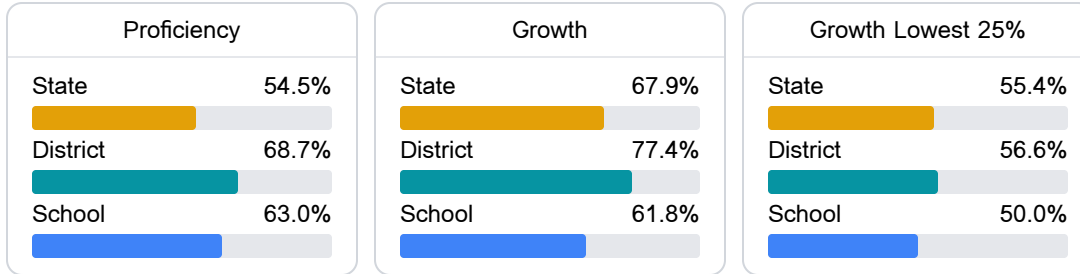 Proficiency
State 54.5%
District 68.7%
School 63.0%
Growth
State 67.9%
District 77.4%
School 61.8%
Growth Lowest 25%
State 55.4%
District 56.6%
School 50.0%